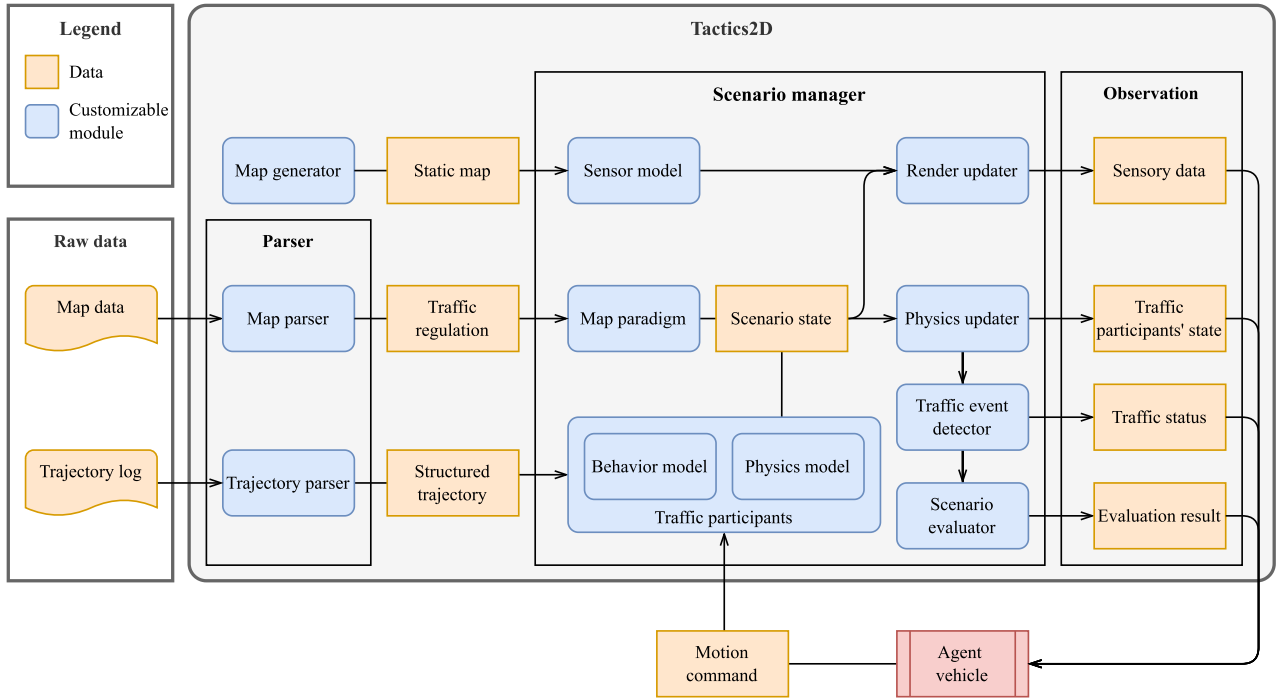 Legend
Data
Customizable
module
Raw data
Map data
Trajectory log
Tactics2D
Map generator
Static map
Parser
Map parser
Traffic
regulation
Trajectory parser
Structured
trajectory
Scenario manager
Sensor model
Render updater
Map paradigm
Scenario state
Physics updater
Traffic event
detector
Behavior model
Physics model
Traffic participants
Scenario
evaluator
Observation
Sensory data
Traffic
participants' state
Traffic status
Evaluation result
Motion
command
Agent
vehicle